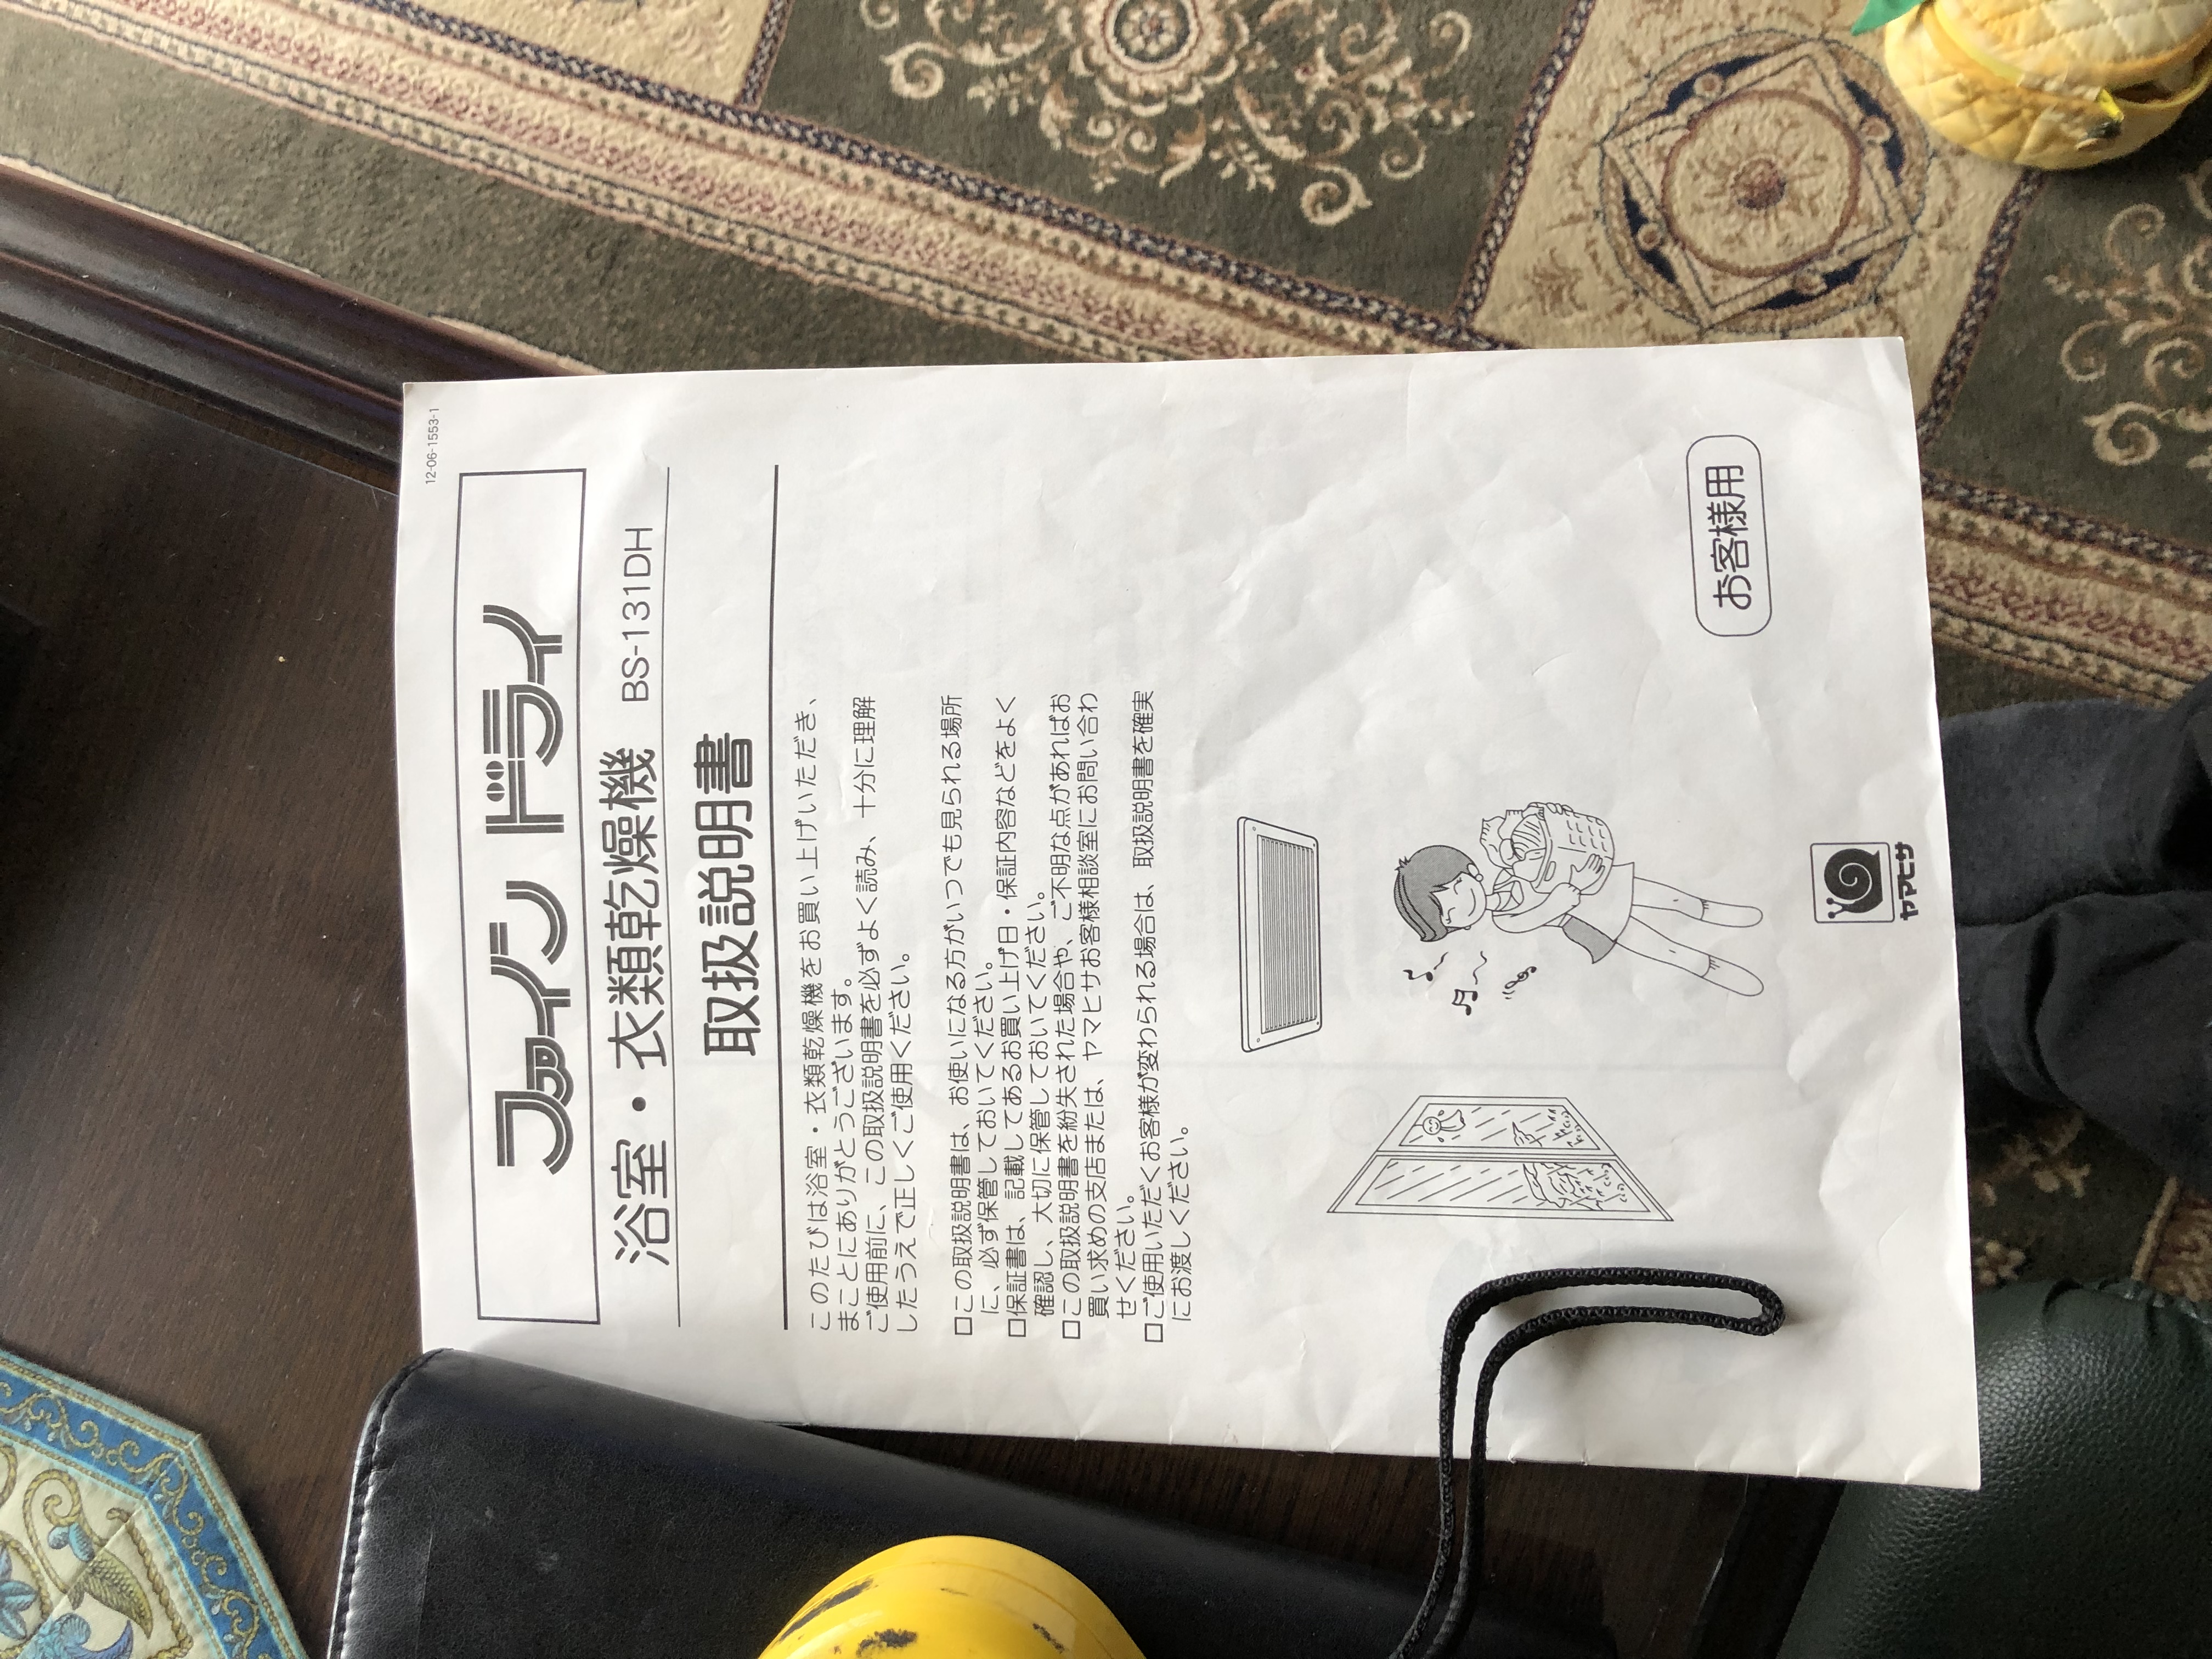 12-06-1553-1
ファイン ドライ
浴室・衣類乾燥機 BS-131DH
取扱説明書
このたびは浴室・衣類乾燥機をお買い上げいただき、
まことにありがとうございます。
ご使用前に、この取扱説明書を必ずよく読み、十分に理解
したうえで正しくご使用ください。
□この取扱説明書は、お使いになる方がいつでも見られる場所
に、必ず保管しておいてください。
□保証書は、記載してあるお買い上げ日・保証内容などをよく
確認し、大切に保管しておいてください。
□この取扱説明書を紛失された場合や、ご不明な点があればお
買い求めの支店または、ヤマヒサお客様相談室にお問い合わ
せください。
□ご使用いただくお客様が変わられる場合は、取扱説明書を確実
にお渡しください。
お客様用
ヤマヒサ